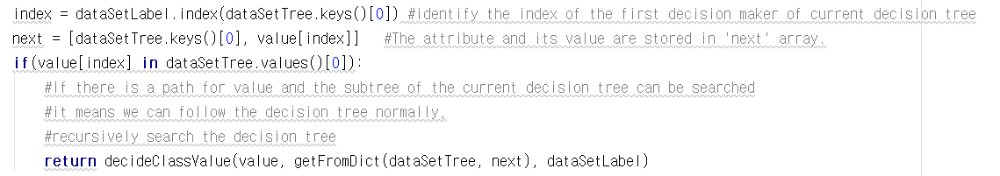 index = dataSetLabel.index(dataSetTree.keys()[0]) #identify the index of the first decision maker of current decision tree
next = [dataSetTree.keys()[0], value[index]]   #The attribute and its value are stored in 'next' array.
if(value[index] in dataSetTree.values()[0]):
    #If there is a path for value and the subtree of the current decision tree can be searched
    #it means we can follow the decision tree normally,
    #recursively search the decision tree
    return decideClassValue(value, getFromDict(dataSetTree, next), dataSetLabel)